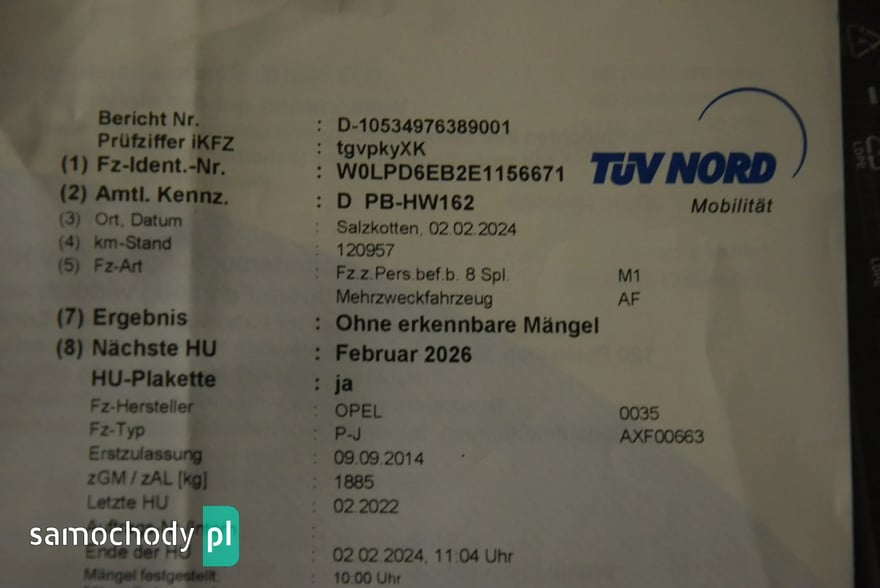 Bericht Nr. : D-10534976389001
Prüfziffer iKFZ : tgvpkyXK
(1) Fz-Ident.-Nr. : W0LPD6EB2E1156671
TÜV NORD
Mobilität
(2) Amtl. Kennz. : D PB-HW162
(3) Ort, Datum : Salzkotten, 02.02.2024
(4) km-Stand : 120957
(5) Fz-Art : Fz.z.Pers.bef.b. 8 Spl. M1
Mehrzweckfahrzeug AF
(7) Ergebnis : Ohne erkennbare Mängel
(8) Nächste HU : Februar 2026
HU-Plakette : ja
Fz-Hersteller : OPEL 0035
Fz-Typ : P-J AXF00663
Erstzulassung : 09.09.2014
zGM / zAL [kg] : 1885
Letzte HU : 02.2022
samochody pl
Ende der HU : 02.02.2024, 11:04 Uhr
Mängel festgestellt: 10:00 Uhr